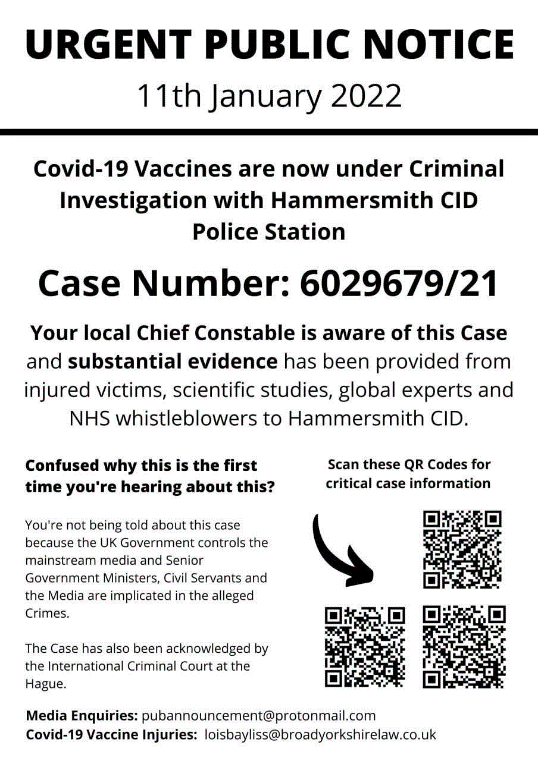 URGENT PUBLIC NOTICE
11th January 2022
Covid-19 Vaccines are now under Criminal
Investigation with Hammersmith CID
Police Station
Case Number: 6029679/21
Your local Chief Constable is aware of this Case
and substantial evidence has been provided from
injured victims, scientific studies, global experts and
NHS whistleblowers to Hammersmith CID.
Confused why this is the first
time you're hearing about this?
You're not being told about this case
because the UK Government controls the
mainstream media and Senior
Government Ministers, Civil Servants and
the Media are implicated in the alleged
Crimes.
The Case has also been acknowledged by
the International Criminal Court at the
Hague.
Scan these QR Codes for
critical case information
Media Enquiries: pubannouncement@protonmail.com
Covid-19 Vaccine Injuries: loisbayliss@broadyorkshirelaw.co.uk